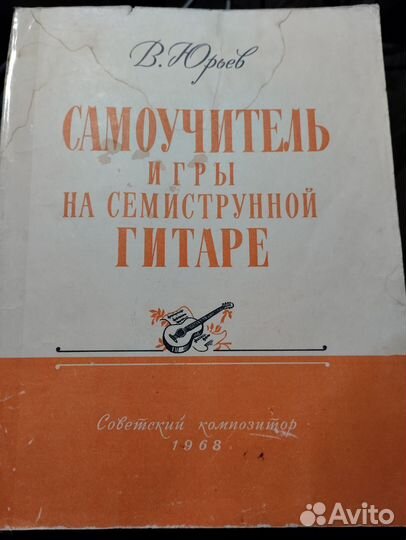 В. Юрьев
САМОУЧИТЕЛЬ
ИГРЫ
НА СЕМИСТРУННОЙ
ГИТАРЕ
Советский композитор
1968
Avito